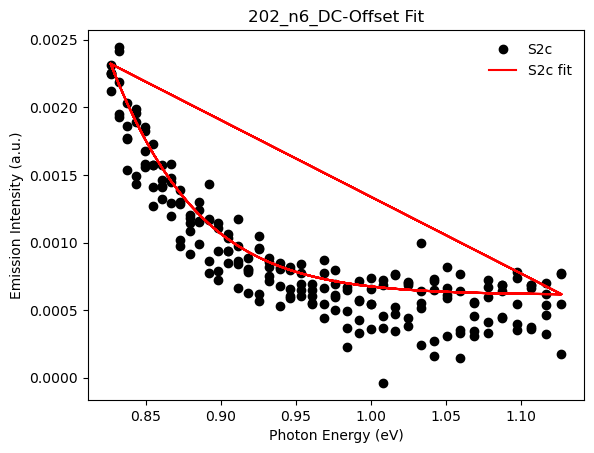 202_n6_DC-Offset Fit
S2c
S2c fit
Emission Intensity (a.u.)
0.0025
0.0020
0.0015
0.0010
0.0005
0.0000
0.85 0.90 0.95 1.00 1.05 1.10
Photon Energy (eV)